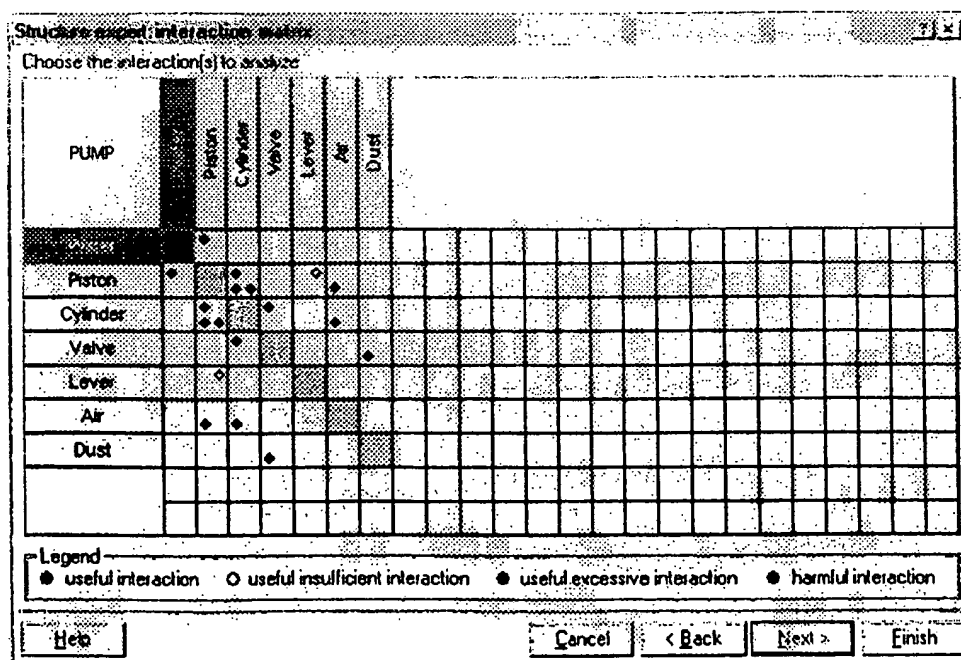 Structure expert: interaction matrix
Choose the interaction(s) to analyze
PUMP
Piston
Cylinder
Valve
Lever
Air
Dust
Piston
Cylinder
Valve
Lever
Air
Dust
Legend
useful interaction useful insufficient interaction useful excessive interaction harmful interaction
Help Cancel < Back Next > Finish